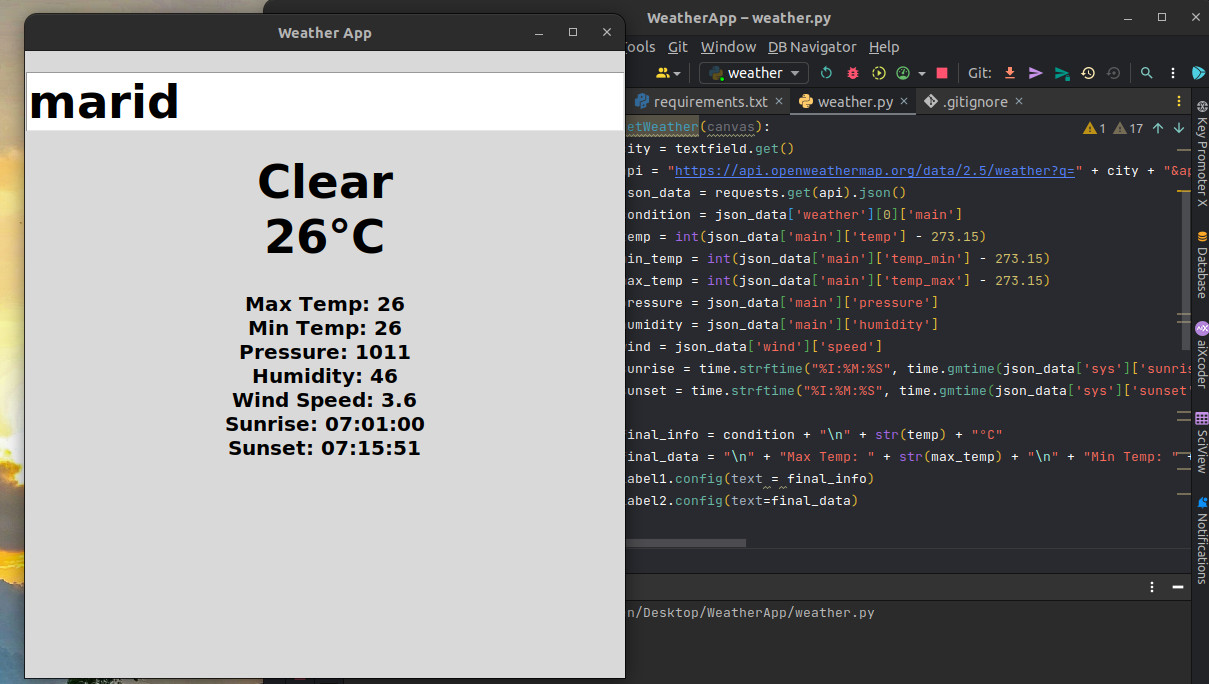 Weather App
marid
Clear
26°C
Max Temp: 26
Min Temp: 26
Pressure: 1011
Humidity: 46
Wind Speed: 3.6
Sunrise: 07:01:00
Sunset: 07:15:51
WeatherApp – weather.py
ools Git Window DB Navigator Help
weather
Git:
requirements.txt
weather.py
.gitignore
1 17
etWeather(canvas):
ity = textfield.get()
pi = "https://api.openweathermap.org/data/2.5/weather?q=" + city + "&ap
son_data = requests.get(api).json()
ondition = json_data['weather'][0]['main']
emp = int(json_data['main']['temp'] - 273.15)
in_temp = int(json_data['main']['temp_min'] - 273.15)
ax_temp = int(json_data['main']['temp_max'] - 273.15)
ressure = json_data['main']['pressure']
umidity = json_data['main']['humidity']
ind = json_data['wind']['speed']
unrise = time.strftime("%I:%M:%S", time.gmtime(json_data['sys']['sunris
unset = time.strftime("%I:%M:%S", time.gmtime(json_data['sys']['sunset'
inal_info = condition + "\n" + str(temp) + "°C"
inal_data = "\n" + "Max Temp: " + str(max_temp) + "\n" + "Min Temp: " +
abel1.config(text = final_info)
abel2.config(text=final_data)
n/Desktop/WeatherApp/weather.py
Key Promoter X
Database
aiXcoder
SciView
Notifications